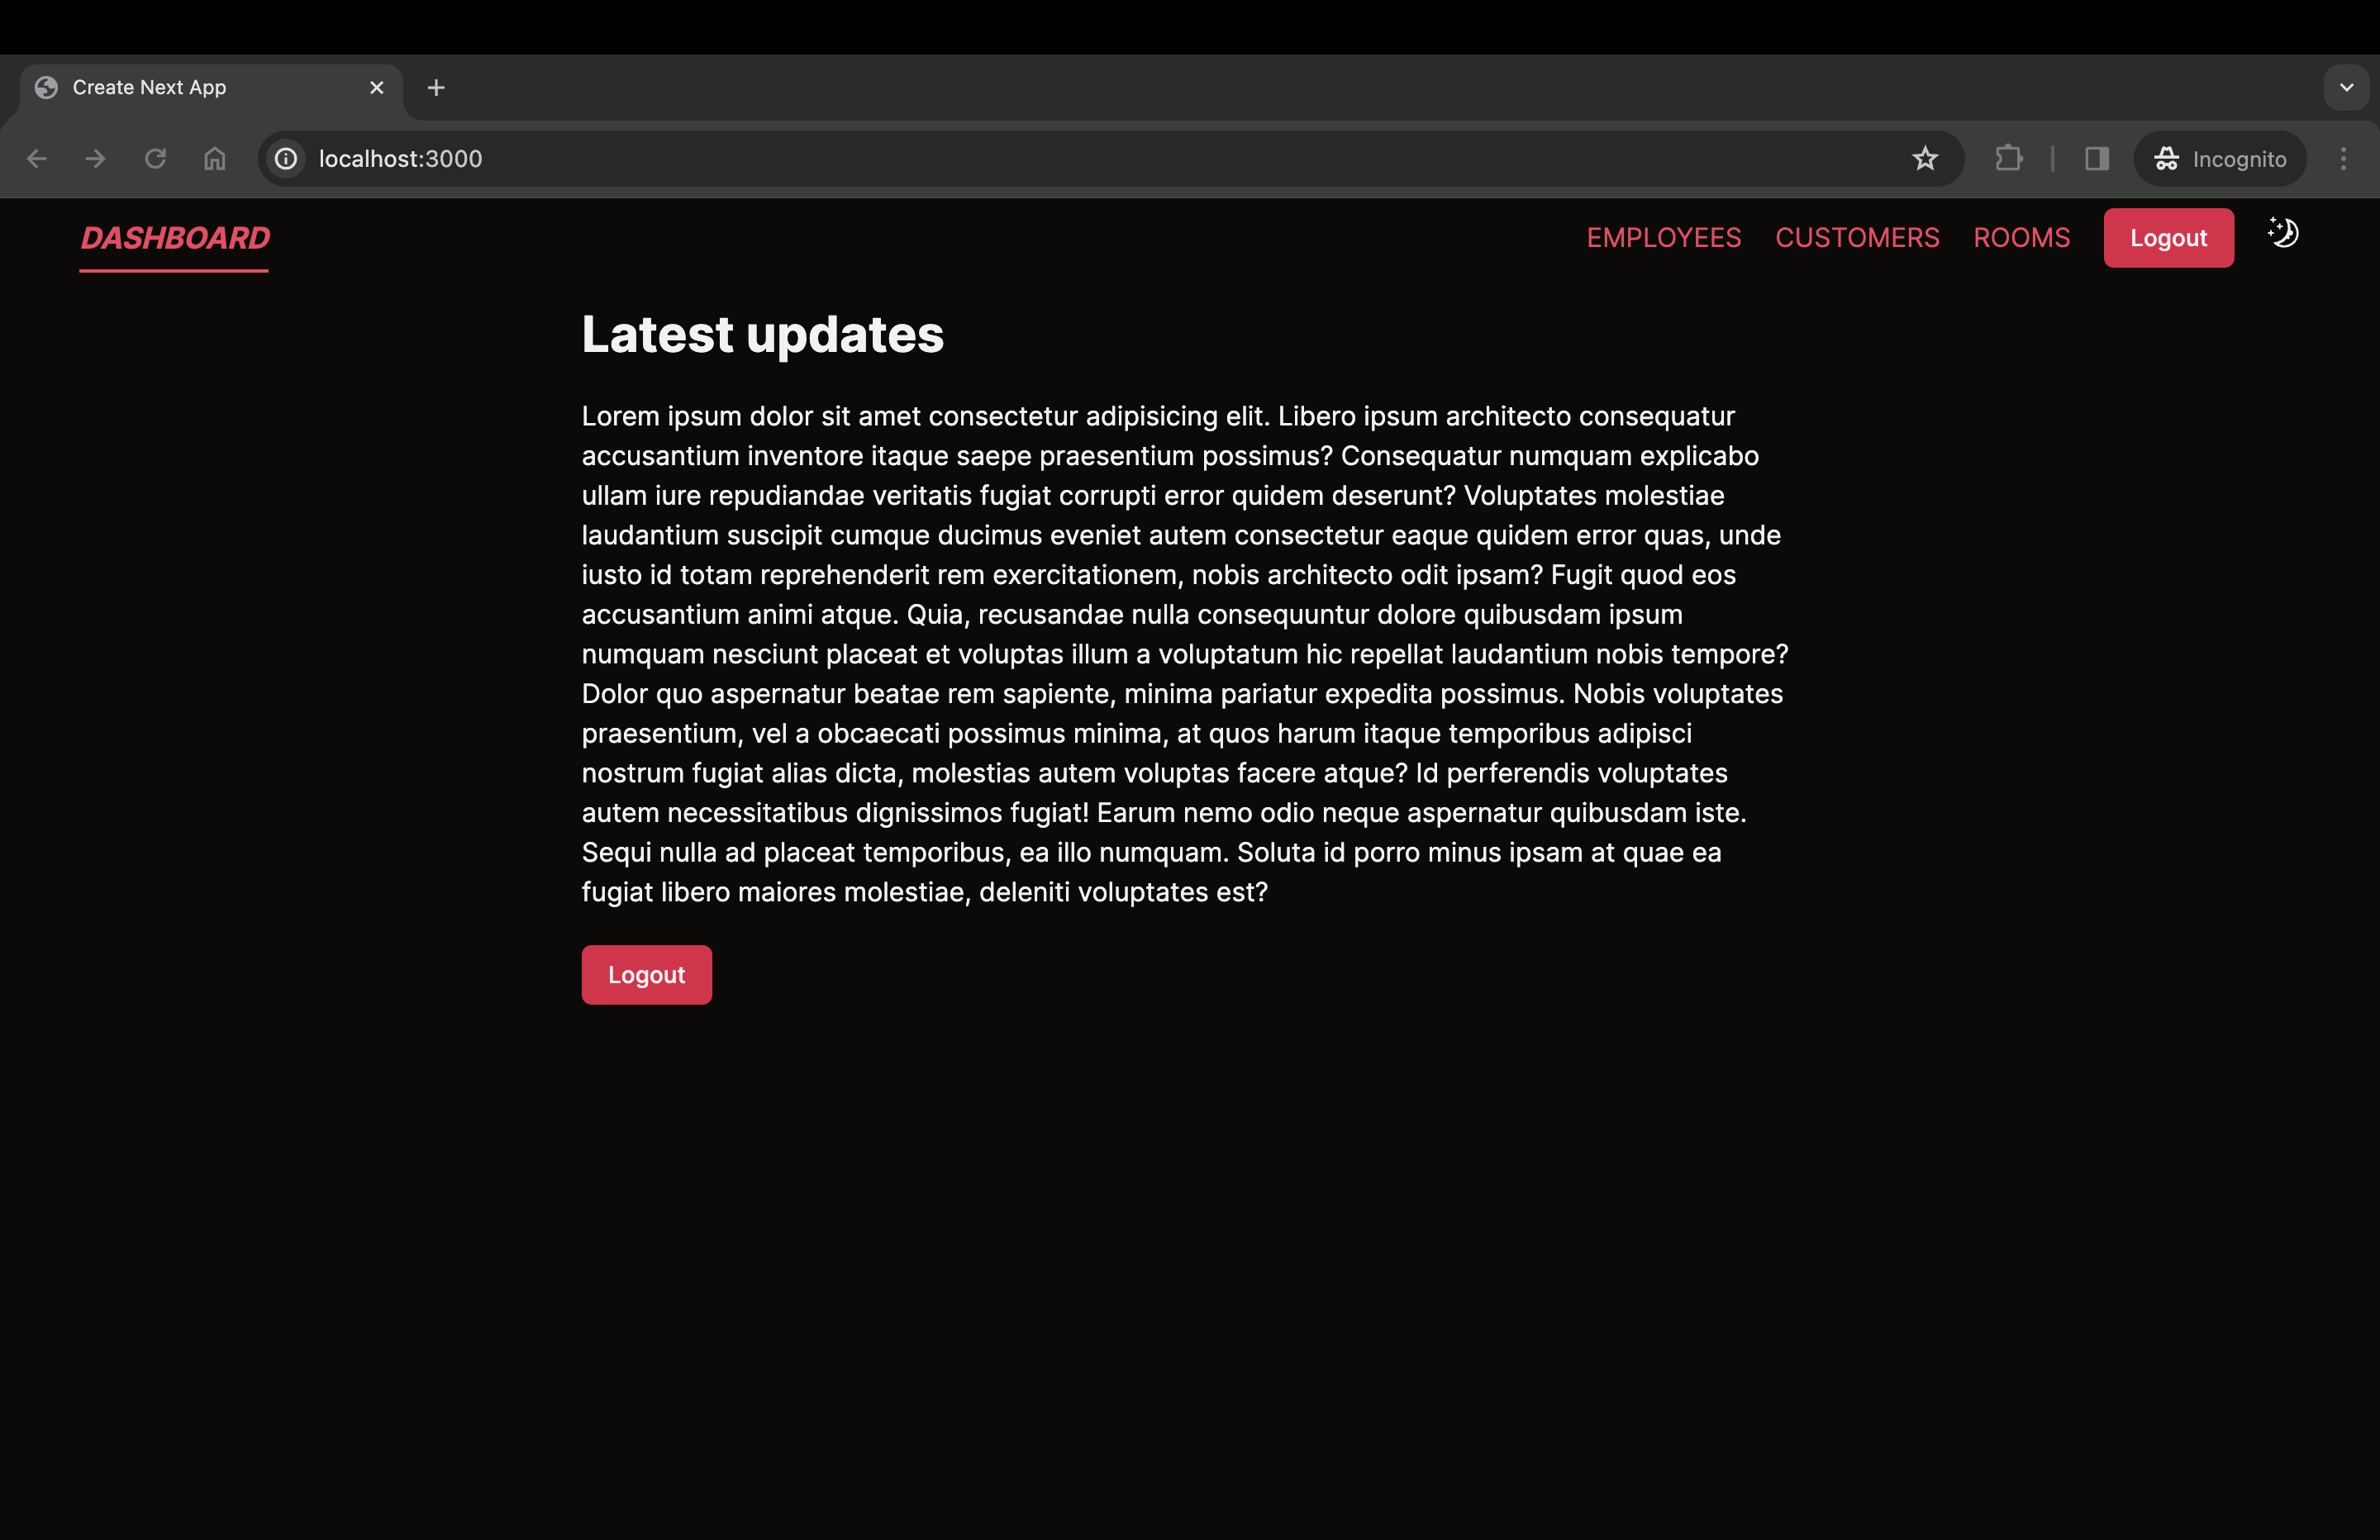 Create Next App
localhost:3000
Incognito
DASHBOARD
EMPLOYEES CUSTOMERS ROOMS Logout
Latest updates
Lorem ipsum dolor sit amet consectetur adipisicing elit. Libero ipsum architecto consequatur
accusantium inventore itaque saepe praesentium possimus? Consequatur numquam explicabo
ullam iure repudiandae veritatis fugiat corrupti error quidem deserunt? Voluptates molestiae
laudantium suscipit cumque ducimus eveniet autem consectetur eaque quidem error quas, unde
iusto id totam reprehenderit rem exercitationem, nobis architecto odit ipsam? Fugit quod eos
accusantium animi atque. Quia, recusandae nulla consequuntur dolore quibusdam ipsum
numquam nesciunt placeat et voluptas illum a voluptatum hic repellat laudantium nobis tempore?
Dolor quo aspernatur beatae rem sapiente, minima pariatur expedita possimus. Nobis voluptates
praesentium, vel a obcaecati possimus minima, at quos harum itaque temporibus adipisci
nostrum fugiat alias dicta, molestias autem voluptas facere atque? Id perferendis voluptates
autem necessitatibus dignissimos fugiat! Earum nemo odio neque aspernatur quibusdam iste.
Sequi nulla ad placeat temporibus, ea illo numquam. Soluta id porro minus ipsam at quae ea
fugiat libero maiores molestiae, deleniti voluptates est?
Logout